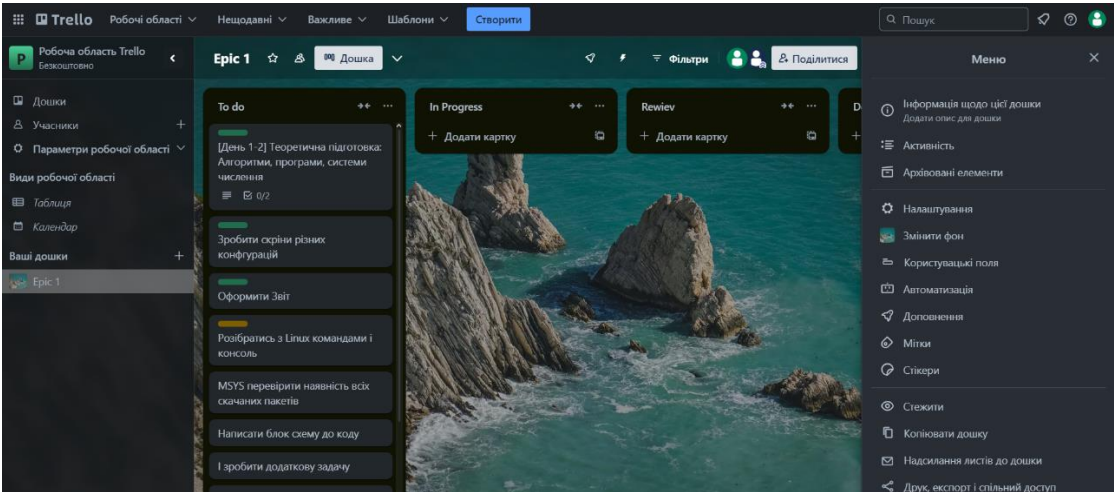 Trello Робочі області Нещодавні Важливе Шаблони Створити Пошук
P Робоча область Trello
Безкоштовно
Дошки
Учасники
Параметри робочої області
Види робочої області
Таблиця
Календар
Ваші дошки
Epic 1
Epic 1 Дошка Фільтри Поділитися
To do
[День 1-2] Теоретична підготовка:
Алгоритми, програми, системи
числення
0/2
Зробити скріни різних
конфгурацій
Оформити Звіт
Розібратись з Linux командами і
консоль
MSYS перевірити наявність всіх
скачаних пакетів
Написати блок схему до коду
І зробити додаткову задачу
In Progress
+ Додати картку
Rewiev
+ Додати картку
D
+
Меню
Інформація щодо цієї дошки
Додати опис для дошки
Активність
Архівовані елементи
Налаштування
Змінити фон
Користувацькі поля
Автоматизація
Доповнення
Мітки
Стікери
Стежити
Копіювати дошку
Надсилання листів до дошки
Друк, експорт і спільний доступ